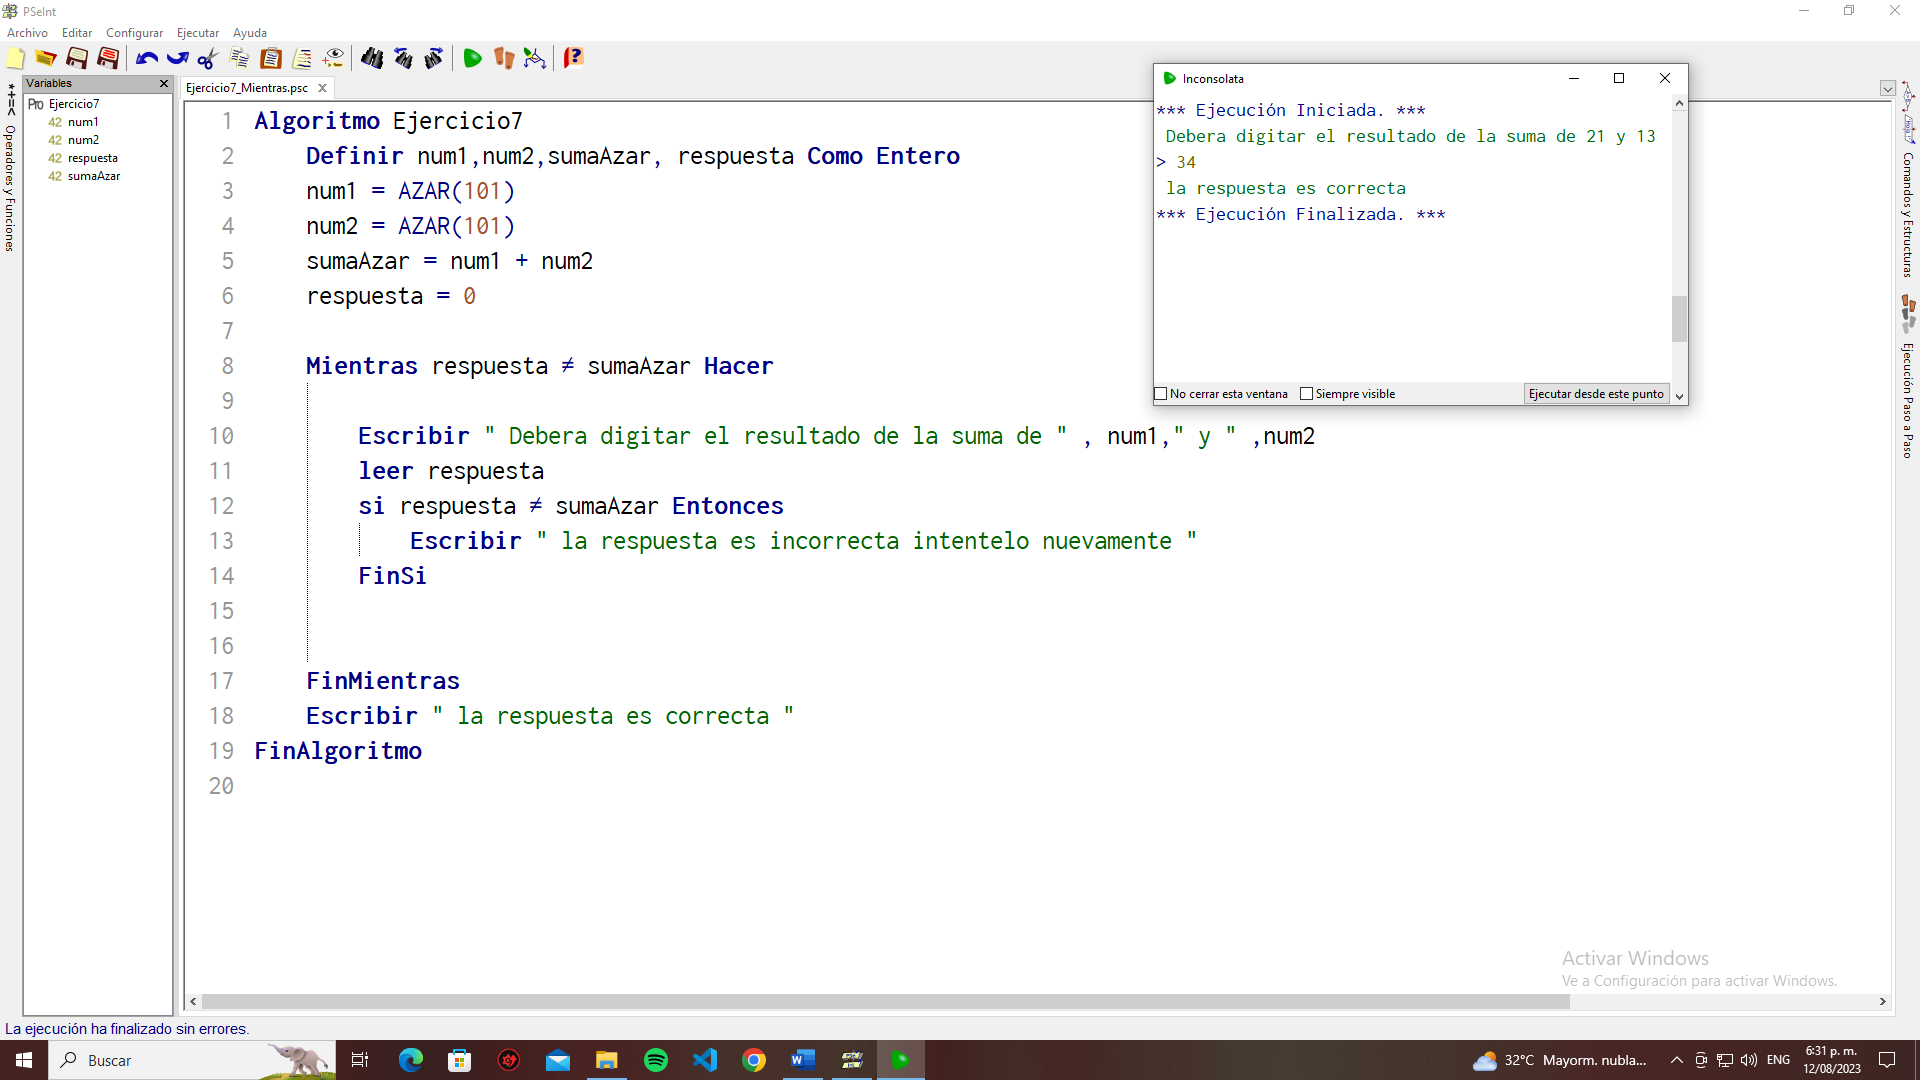 PSeInt
Archivo Editar Configurar Ejecutar Ayuda
Variables
Ejercicio7_Mientras.psc
*+=< Operadores y Funciones
Pro Ejercicio7
42 num1
42 num2
42 respuesta
42 sumaAzar
1 Algoritmo Ejercicio7
2 Definir num1,num2,sumaAzar, respuesta Como Entero
3 num1 = AZAR(101)
4 num2 = AZAR(101)
5 sumaAzar = num1 + num2
6 respuesta = 0
7
8 Mientras respuesta ≠ sumaAzar Hacer
9
10 Escribir " Debera digitar el resultado de la suma de " , num1," y " ,num2
11 leer respuesta
12 si respuesta ≠ sumaAzar Entonces
13 Escribir " la respuesta es incorrecta intentelo nuevamente "
14 FinSi
15
16
17 FinMientras
18 Escribir " la respuesta es correcta "
19 FinAlgoritmo
20
Inconsolata
*** Ejecución Iniciada. ***
Debera digitar el resultado de la suma de 21 y 13
> 34
la respuesta es correcta
*** Ejecución Finalizada. ***
No cerrar esta ventana Siempre visible Ejecutar desde este punto
Comandos y Estructuras
Ejecución Paso a Paso
Activar Windows
Ve a Configuración para activar Windows.
La ejecución ha finalizado sin errores.
Buscar
32°C Mayorm. nubla...
ENG
6:31 p. m.
12/08/2023